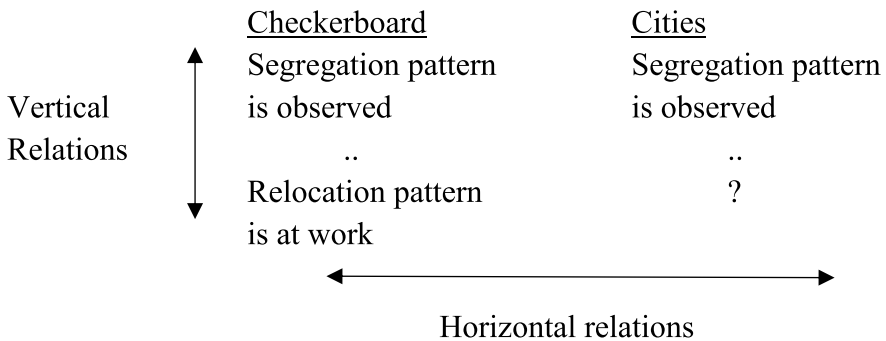 Checkerboard Cities
Segregation pattern Segregation pattern
Vertical is observed is observed
Relations .. ..
Relocation pattern ?
is at work
Horizontal relations